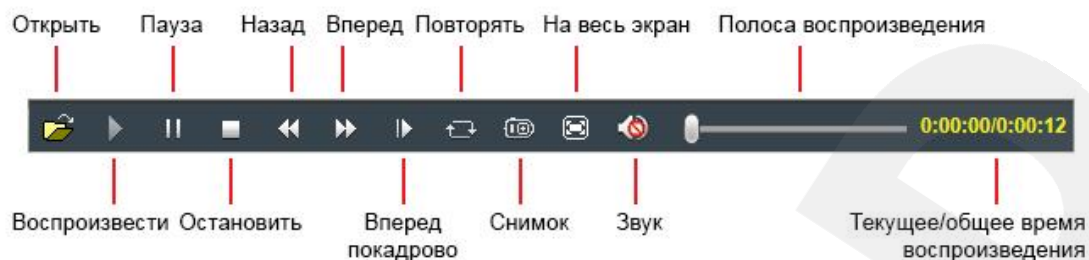 Открыть Пауза Назад Вперед Повторять На весь экран Полоса воспроизведения
0:00:00/0:00:12
Воспроизвести Остановить Вперед Снимок Звук Текущее/общее время
покадрово воспроизведения